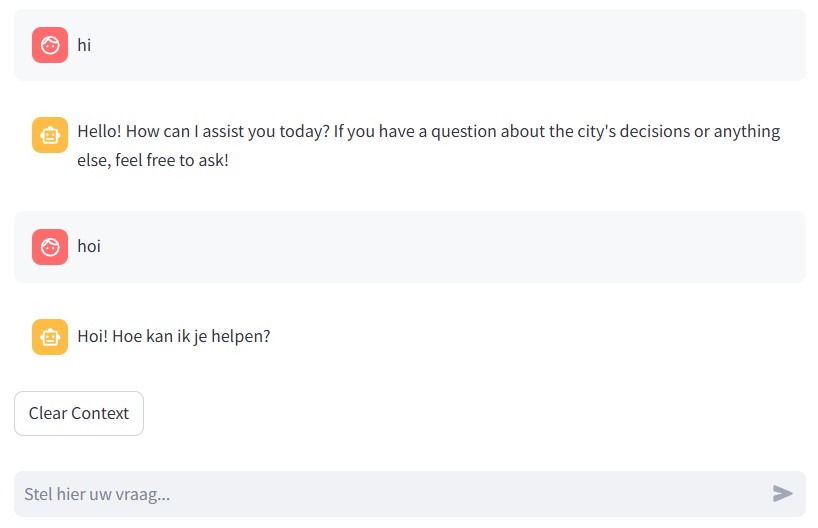 hi
Hello! How can I assist you today? If you have a question about the city's decisions or anything
else, feel free to ask!
hoi
Hoi! Hoe kan ik je helpen?
Clear Context
Stel hier uw vraag...